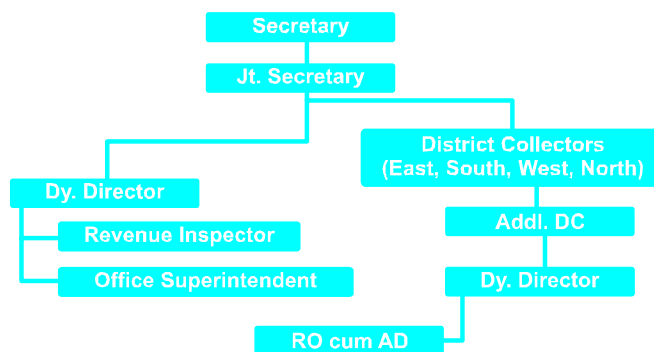 Secretary
Jt. Secretary
District Collectors
(East, South, West, North)
Dy. Director
Addl. DC
Revenue Inspector
Office Superintendent
Dy. Director
RO cum AD